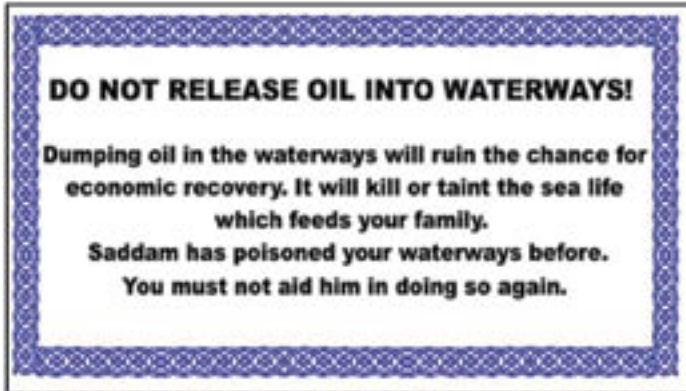 DO NOT RELEASE OIL INTO WATERWAYS!
Dumping oil in the waterways will ruin the chance for
economic recovery. It will kill or taint the sea life
which feeds your family.
Saddam has poisoned your waterways before.
You must not aid him in doing so again.